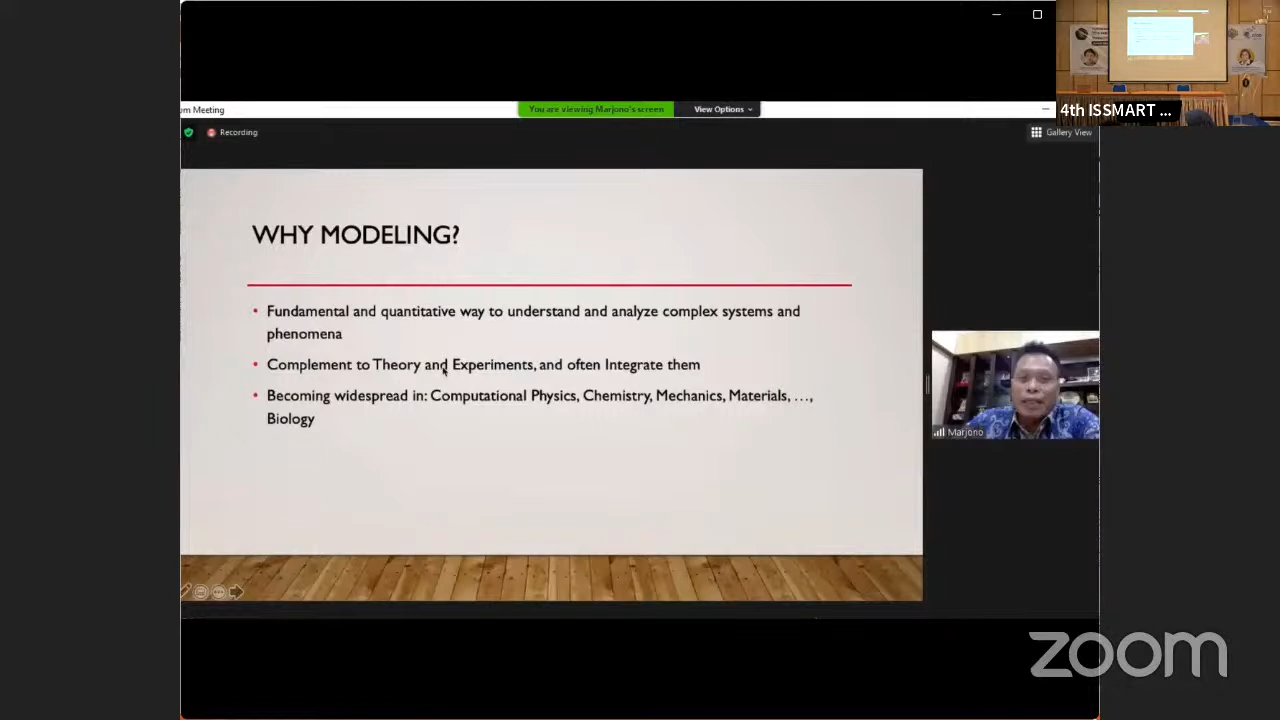 om Meeting
You are viewing Marjono's screen
View Options
Recording
Gallery View
4th ISSMART ...
WHY MODELING?
• Fundamental and quantitative way to understand and analyze complex systems and
phenomena
• Complement to Theory and Experiments, and often Integrate them
• Becoming widespread in: Computational Physics, Chemistry, Mechanics, Materials, ...,
Biology
Marjono
zoom